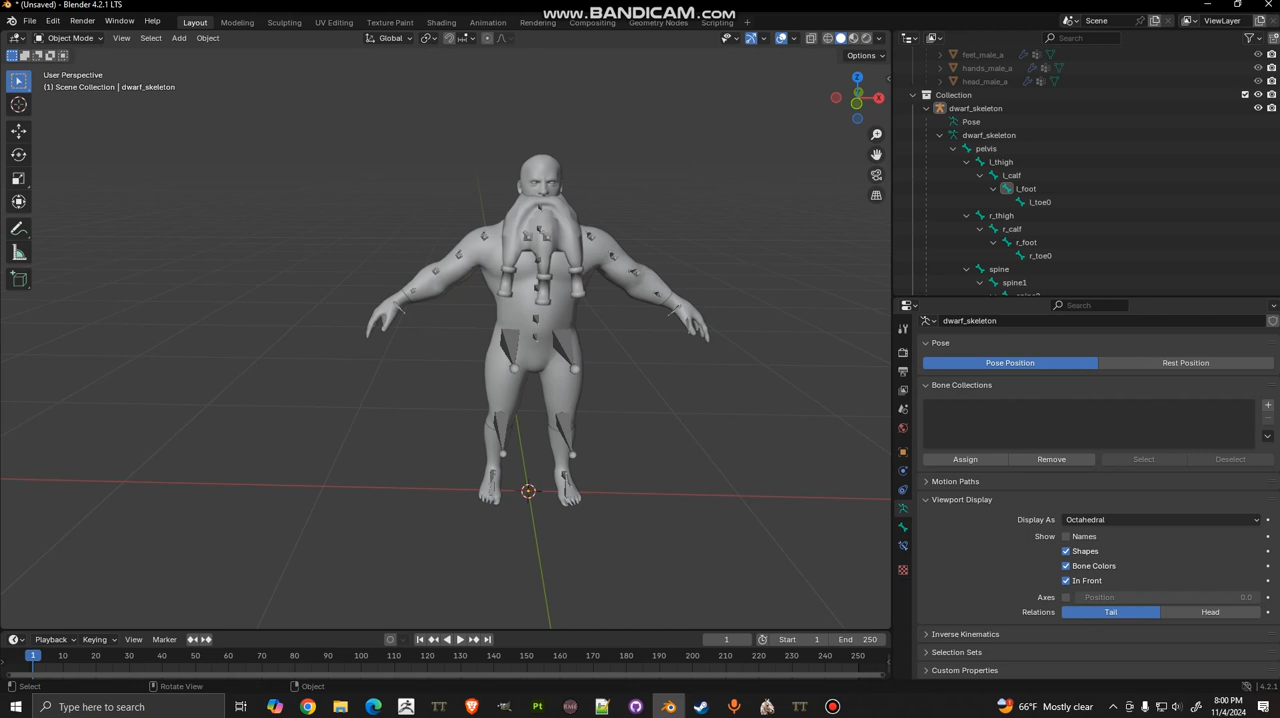 * (Unsaved) - Blender 4.2.1 LTS
www.BANDICAM.com
File Edit Render Window Help
Layout Modeling Sculpting UV Editing Texture Paint Shading Animation Rendering Compositing Geometry Nodes Scripting
Scene ViewLayer
Object Mode View Select Add Object Global
Options
User Perspective
(1) Scene Collection | dwarf_skeleton
Z
X
Search
feet_male_a
hands_male_a
head_male_a
Collection
dwarf_skeleton
Pose
dwarf_skeleton
pelvis
l_thigh
l_calf
l_foot
l_toe0
r_thigh
r_calf
r_foot
r_toe0
spine
spine1
Search
dwarf_skeleton
Pose
Pose Position Rest Position
Bone Collections
Assign Remove Select Deselect
Motion Paths
Viewport Display
Display As Octahedral
Show Names
Shapes
Bone Colors
In Front
Axes Position 0.0
Relations Tail Head
Inverse Kinematics
Selection Sets
Custom Properties
Playback Keying View Marker 1 Start 1 End 250
1 10 20 30 40 50 60 70 80 90 100 110 120 130 140 150 160 170 180 190 200 210 220 230 240 250
Select Rotate View Object 4.2.1
Type here to search
66°F Mostly clear
8:00 PM
11/4/2024